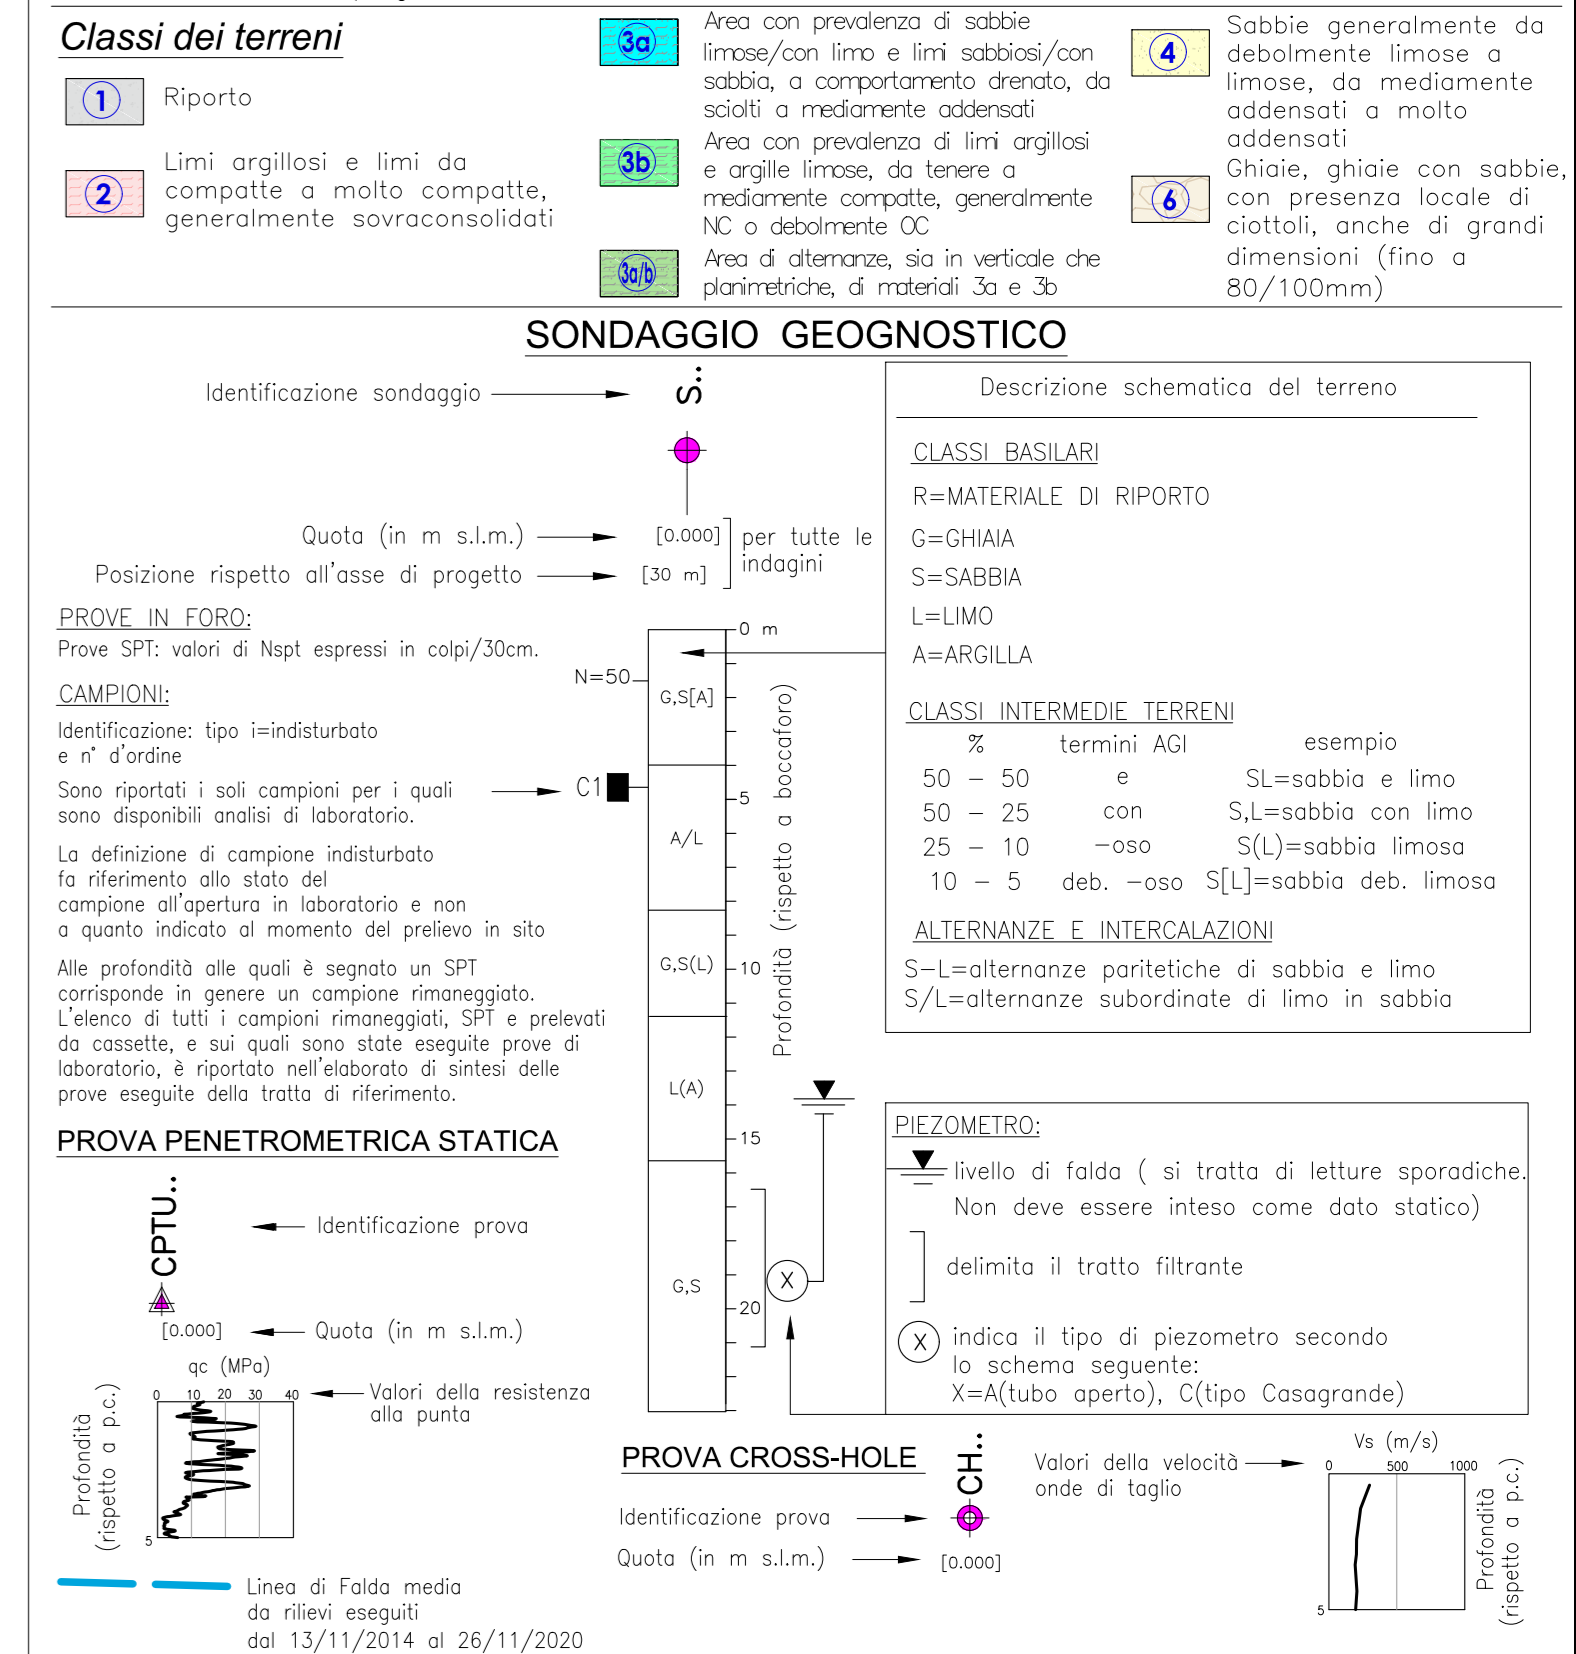 Classi dei terreni
1
Riporto
2
Limi argillosi e limi da
compatte a molto compatte,
generalmente sovraconsolidati
3a
Area con prevalenza di sabbie
limose/con limo e limi sabbiosi/con
sabbia, a comportamento drenato, da
sciolti a mediamente addensati
3b
Area con prevalenza di limi argillosi
e argille limose, da tenere a
mediamente compatte, generalmente
NC o debolmente OC
3a/b
Area di alternanze, sia in verticale che
planimetriche, di materiali 3a e 3b
4
Sabbie generalmente da
debolmente limose a
limose, da mediamente
addensati a molto
addensati
6
Ghiaie, ghiaie con sabbie,
con presenza locale di
ciottoli, anche di grandi
dimensioni (fino a
80/100mm)
SONDAGGIO GEOGNOSTICO
Identificazione sondaggio
S..
Quota (in m s.l.m.)
[0.000]
Posizione rispetto all'asse di progetto
[30 m]
per tutte le
indagini
PROVE IN FORO:
Prove SPT: valori di Nspt espressi in colpi/30cm.
CAMPIONI:
Identificazione: tipo i=indisturbato
e n° d'ordine
Sono riportati i soli campioni per i quali
sono disponibili analisi di laboratorio.
La definizione di campione indisturbato
fa riferimento allo stato del
campione all'apertura in laboratorio e non
a quanto indicato al momento del prelievo in sito
Alle profondità alle quali è segnato un SPT
corrisponde in genere un campione rimaneggiato.
L'elenco di tutti i campioni rimaneggiati, SPT e prelevati
da cassette, e sui quali sono state eseguite prove di
laboratorio, è riportato nell'elaborato di sintesi delle
prove eseguite della tratta di riferimento.
N=50
C1
G,S[A]
A/L
G,S(L)
L(A)
G,S
0 m
5
10
15
20
Profondità (rispetto a boccaforo)
X
Descrizione schematica del terreno
CLASSI BASILARI
R=MATERIALE DI RIPORTO
G=GHIAIA
S=SABBIA
L=LIMO
A=ARGILLA
CLASSI INTERMEDIE TERRENI
% termini AGI esempio
50 – 50 e SL=sabbia e limo
50 – 25 con S,L=sabbia con limo
25 – 10 –oso S(L)=sabbia limosa
10 – 5 deb. –oso S[L]=sabbia deb. limosa
ALTERNANZE E INTERCALAZIONI
S–L=alternanze paritetiche di sabbia e limo
S/L=alternanze subordinate di limo in sabbia
PIEZOMETRO:
livello di falda ( si tratta di letture sporadiche.
Non deve essere inteso come dato statico)
delimita il tratto filtrante
X
indica il tipo di piezometro secondo
lo schema seguente:
X=A(tubo aperto), C(tipo Casagrande)
PROVA PENETROMETRICA STATICA
CPTU..
Identificazione prova
[0.000]
Quota (in m s.l.m.)
qc (MPa)
0 10 20 30 40
Valori della resistenza
alla punta
Profondità
(rispetto a p.c.)
5
PROVA CROSS-HOLE
CH..
Identificazione prova
Quota (in m s.l.m.)
[0.000]
Valori della velocità
onde di taglio
Vs (m/s)
0 500 1000
5
Profondità
(rispetto a p.c.)
Linea di Falda media
da rilievi eseguiti
dal 13/11/2014 al 26/11/2020